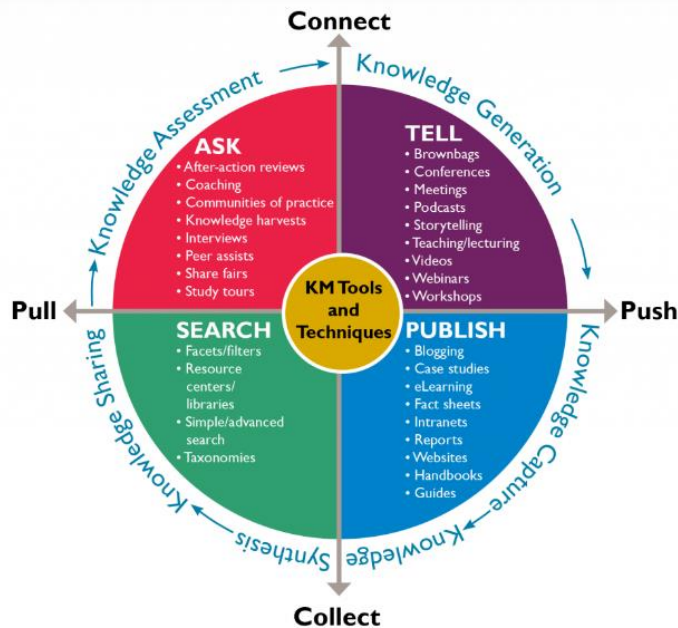 Connect
Knowledge Assessment
Knowledge Generation
ASK
• After-action reviews
• Coaching
• Communities of practice
• Knowledge harvests
• Interviews
• Peer assists
• Share fairs
• Study tours
TELL
• Brownbags
• Conferences
• Meetings
• Podcasts
• Storytelling
• Teaching/lecturing
• Videos
• Webinars
• Workshops
Pull
KM Tools
and
Techniques
Push
SEARCH
• Facets/filters
• Resource
centers/
libraries
• Simple/advanced
search
• Taxonomies
PUBLISH
• Blogging
• Case studies
• eLearning
• Fact sheets
• Intranets
• Reports
• Websites
• Handbooks
• Guides
Knowledge Capture
Knowledge Synthesis
Knowledge Sharing
Collect